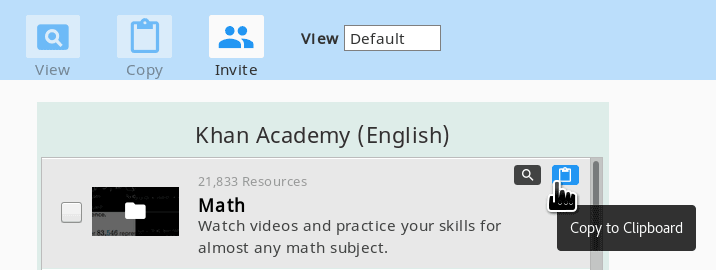 View
Copy
Invite
View
Default
Khan Academy (English)
21,833 Resources
Math
Watch videos and practice your skills for
almost any math subject.
Copy to Clipboard